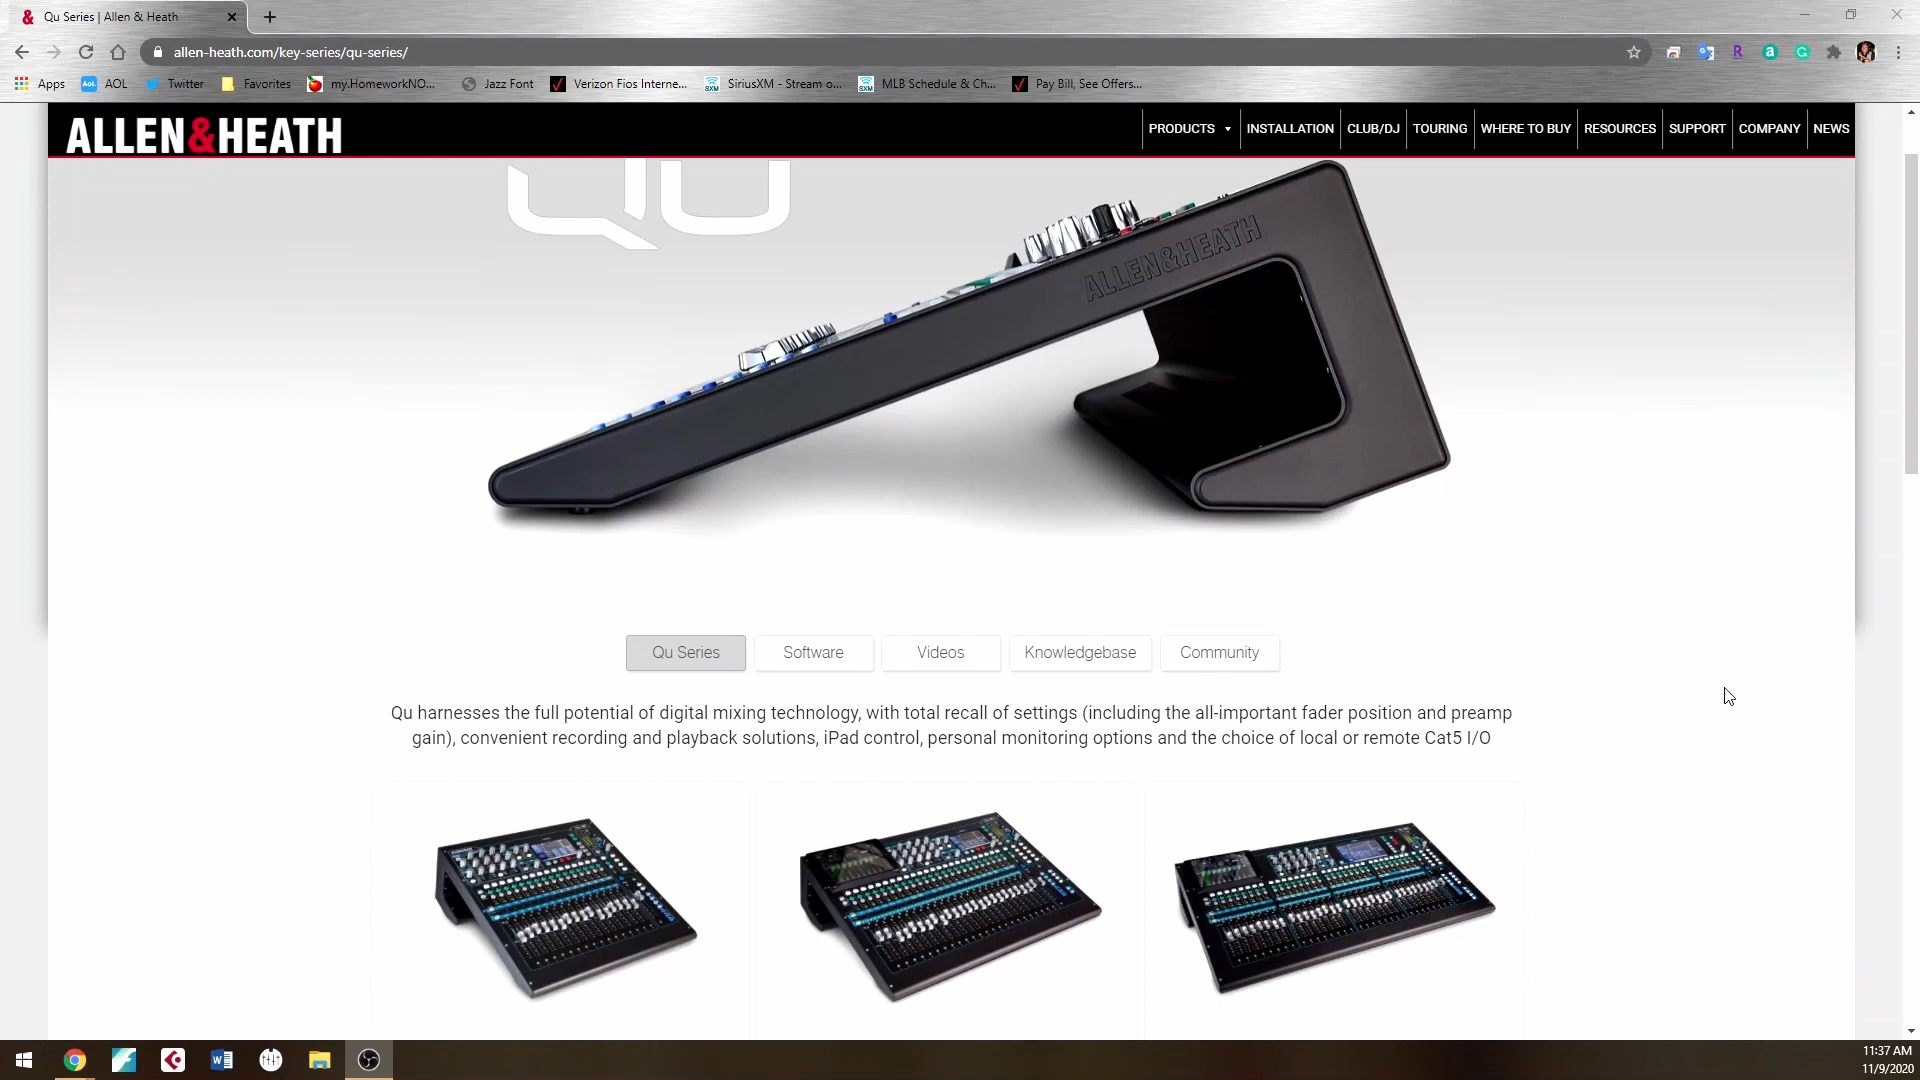 Qu Series | Allen & Heath
allen-heath.com/key-series/qu-series/
Apps AOL Twitter Favorites my.HomeworkNO... Jazz Font Verizon Fios Interne... SiriusXM - Stream o... MLB Schedule & Ch... Pay Bill, See Offers...
ALLEN&HEATH
PRODUCTS INSTALLATION CLUB/DJ TOURING WHERE TO BUY RESOURCES SUPPORT COMPANY NEWS
QU
ALLEN&HEATH
Qu Series Software Videos Knowledgebase Community
Qu harnesses the full potential of digital mixing technology, with total recall of settings (including the all-important fader position and preamp
gain), convenient recording and playback solutions, iPad control, personal monitoring options and the choice of local or remote Cat5 I/O
11:37 AM
11/9/2020